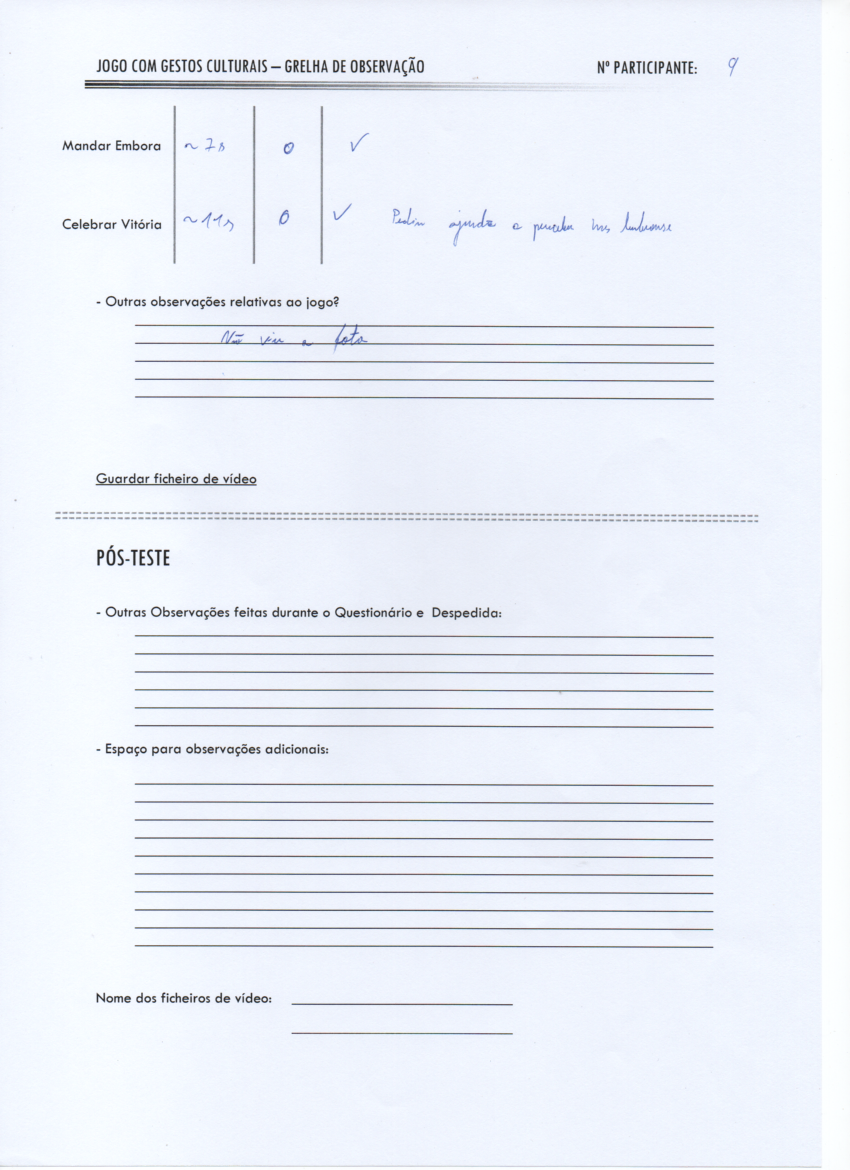 JOGO COM GESTOS CULTURAIS – GRELHA DE OBSERVAÇÃO Nº PARTICIPANTE: 9
Mandar Embora ~ 7s 0 ✓
Celebrar Vitória ~ 11s 0 ✓ Pediu ajuda a perceber mas lembrou-se
- Outras observações relativas ao jogo?
Não viu a foto
Guardar ficheiro de vídeo
PÓS-TESTE
- Outras Observações feitas durante o Questionário e Despedida:
- Espaço para observações adicionais:
Nome dos ficheiros de vídeo: